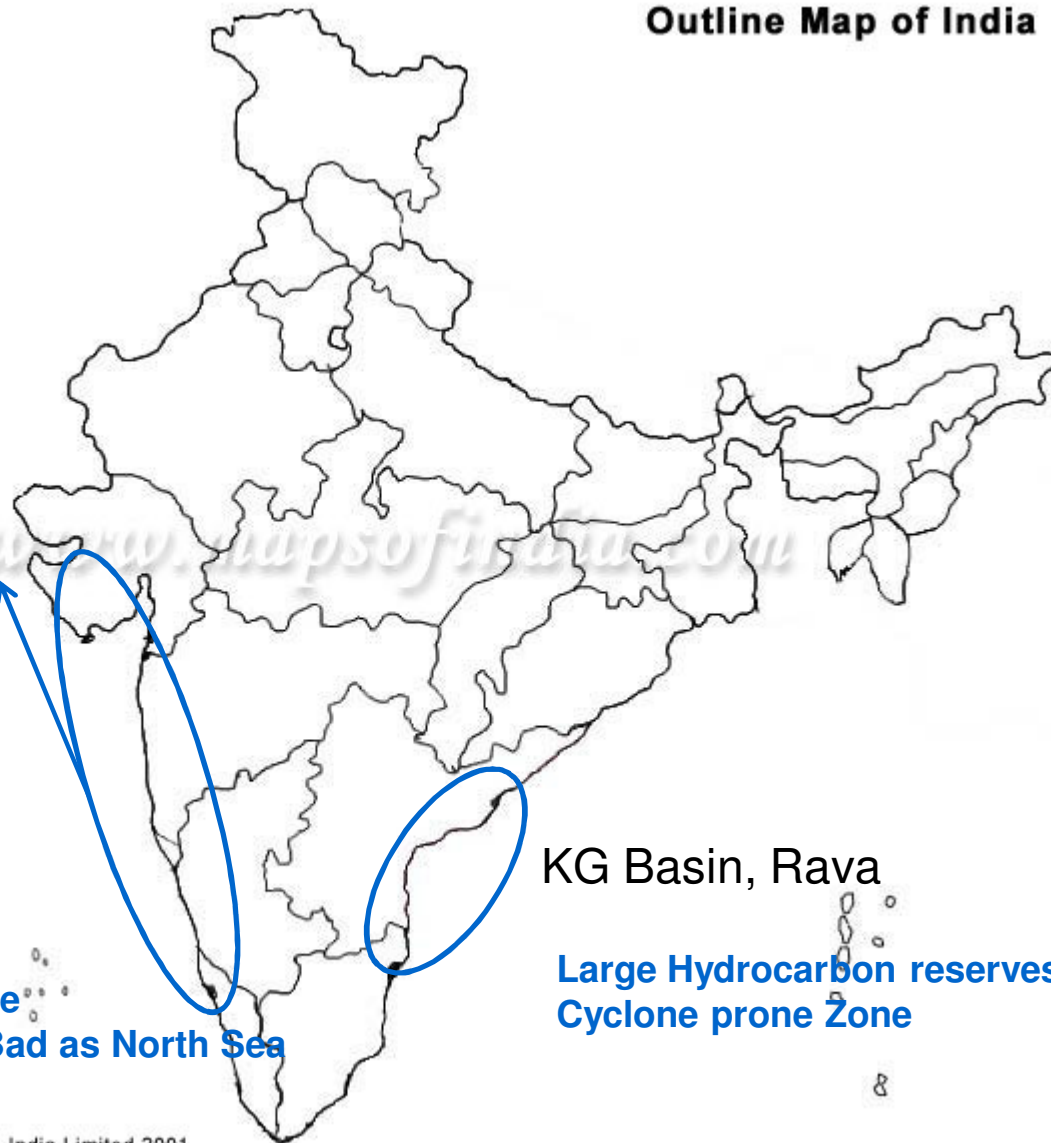 Outline Map of India
www.mapsofindia.com
KG Basin, Rava
Large Hydrocarbon reserves
Cyclone prone Zone
e
Bad as North Sea
India Limited 2001